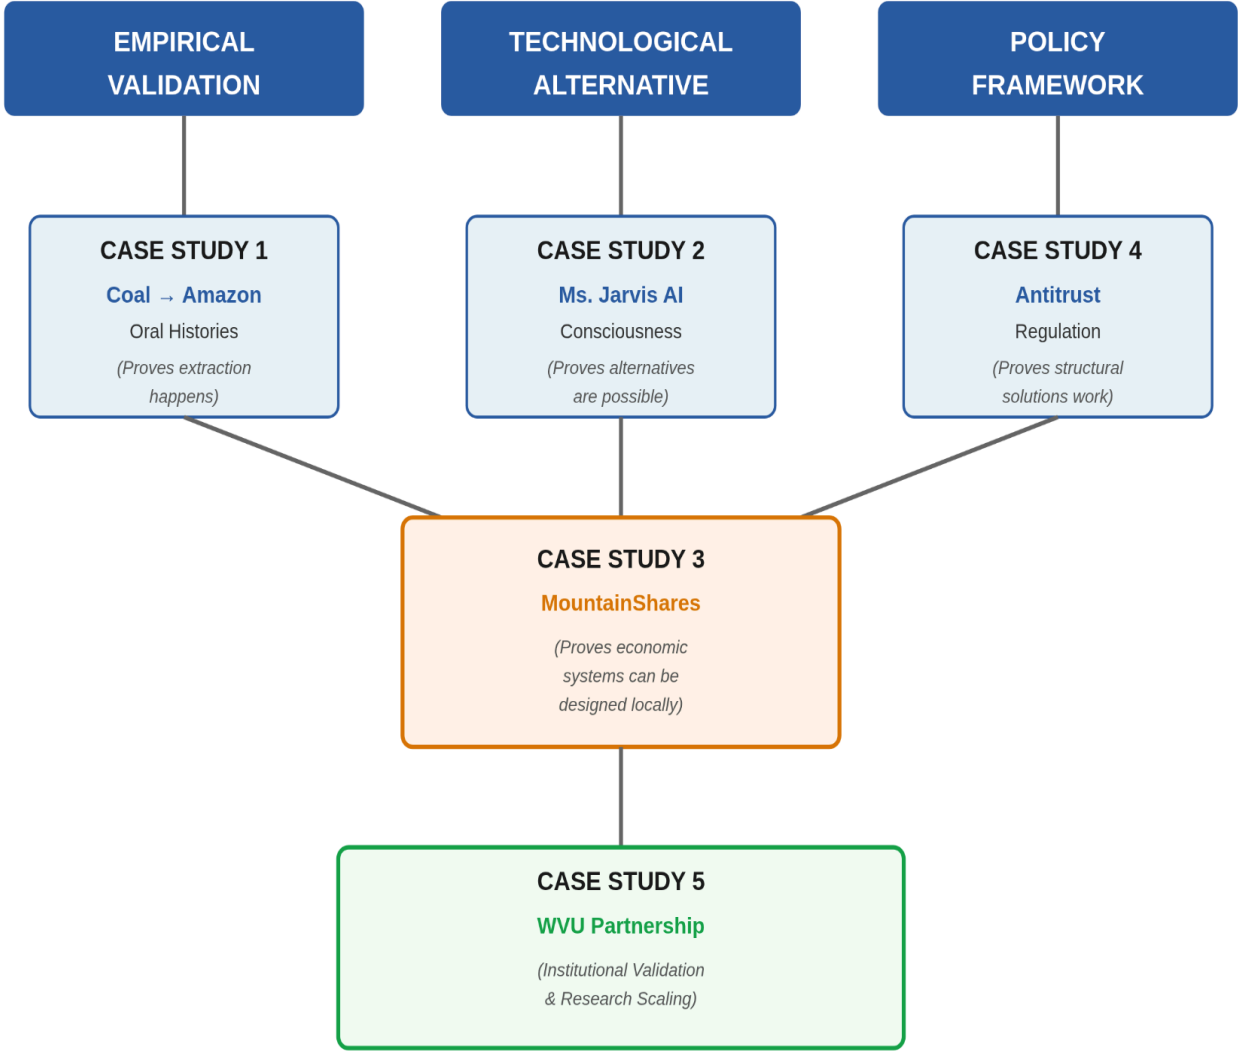 EMPIRICAL
VALIDATION
TECHNOLOGICAL
ALTERNATIVE
POLICY
FRAMEWORK
CASE STUDY 1
Coal → Amazon
Oral Histories
(Proves extraction
happens)
CASE STUDY 2
Ms. Jarvis AI
Consciousness
(Proves alternatives
are possible)
CASE STUDY 4
Antitrust
Regulation
(Proves structural
solutions work)
CASE STUDY 3
MountainShares
(Proves economic
systems can be
designed locally)
CASE STUDY 5
WVU Partnership
(Institutional Validation
& Research Scaling)